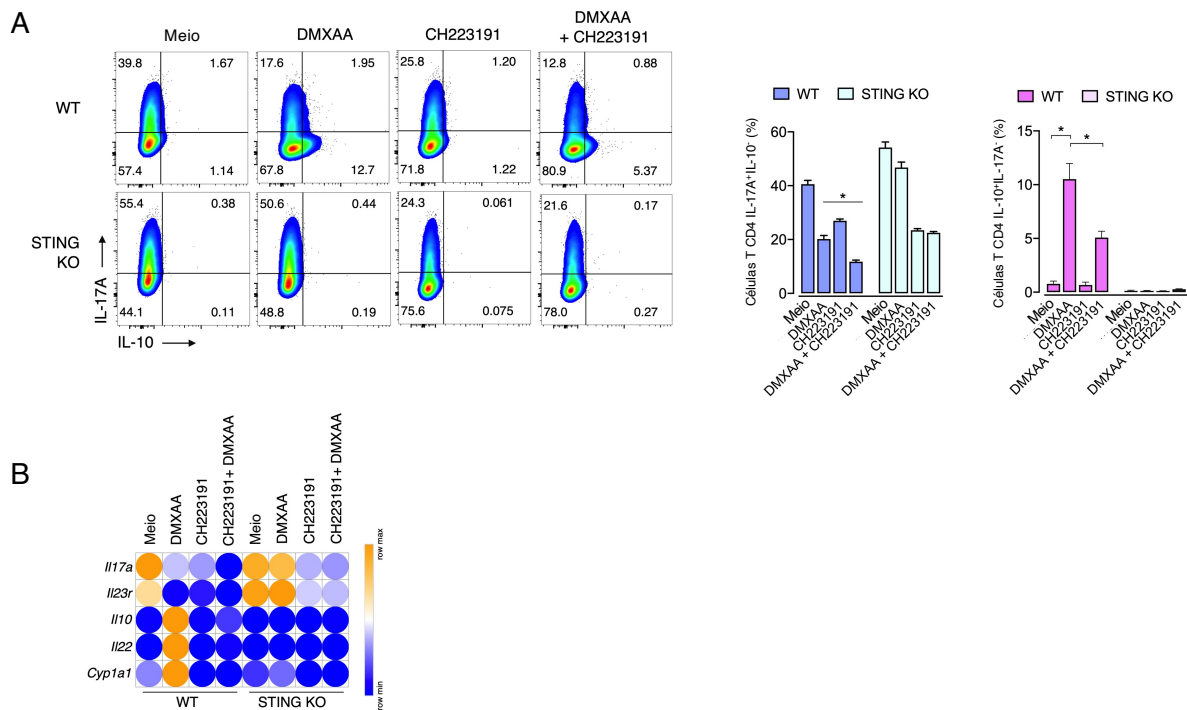 A
Meio
DMXAA
CH223191
DMXAA
+ CH223191
WT
39.8
1.67
57.4
1.14
17.6
1.95
67.8
12.7
25.8
1.20
71.8
1.22
12.8
0.88
80.9
5.37
STING
KO
55.4
0.38
44.1
0.11
50.6
0.44
48.8
0.19
24.3
0.061
75.6
0.075
21.6
0.17
78.0
0.27
IL-17A
IL-10
WT
STING KO
Células T CD4 IL-17A⁺IL-10⁻ (%)
60
40
20
0
*
Meio
DMXAA
CH223191
DMXAA + CH223191
Meio
DMXAA
CH223191
DMXAA + CH223191
WT
STING KO
Células T CD4 IL-10⁺IL-17A⁻ (%)
15
10
5
0
*
*
Meio
DMXAA
CH223191
DMXAA + CH223191
Meio
DMXAA
CH223191
DMXAA + CH223191
B
Meio
DMXAA
CH223191
CH223191+ DMXAA
Meio
DMXAA
CH223191
CH223191+ DMXAA
Il17a
Il23r
Il10
Il22
Cyp1a1
WT
STING KO
row max
row min